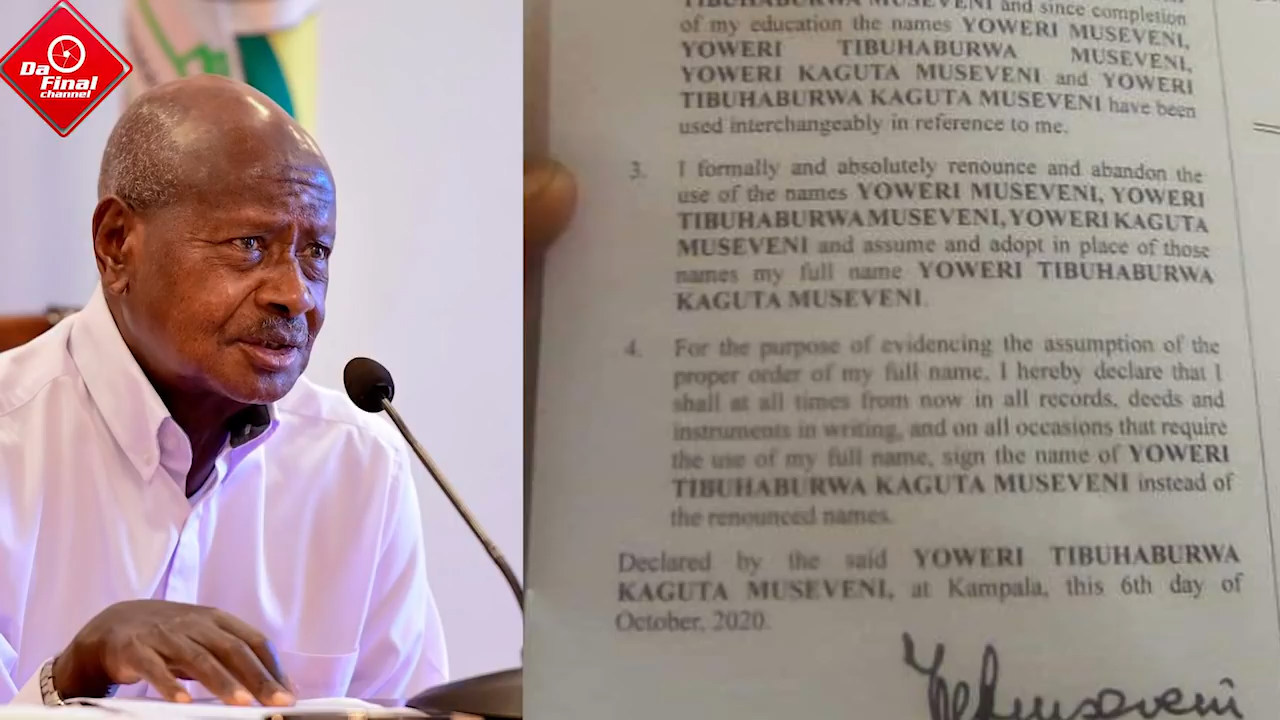 Da
Final
channel
TIBUHABURWA MUSEVENI and since completion
of my education the names YOWERI MUSEVENI,
YOWERI TIBUHABURWA MUSEVENI,
YOWERI KAGUTA MUSEVENI and YOWERI
TIBUHABURWA KAGUTA MUSEVENI have been
used interchangeably in reference to me.
3. I formally and absolutely renounce and abandon the
use of the names YOWERI MUSEVENI, YOWERI
TIBUHABURWA MUSEVENI, YOWERI KAGUTA
MUSEVENI and assume and adopt in place of those
names my full name YOWERI TIBUHABURWA
KAGUTA MUSEVENI.
4. For the purpose of evidencing the assumption of the
proper order of my full name, I hereby declare that I
shall at all times from now in all records, deeds and
instruments in writing, and on all occasions that require
the use of my full name, sign the name of YOWERI
TIBUHABURWA KAGUTA MUSEVENI instead of
the renounced names.
Declared by the said YOWERI TIBUHABURWA
KAGUTA MUSEVENI, at Kampala, this 6th day of
October, 2020.